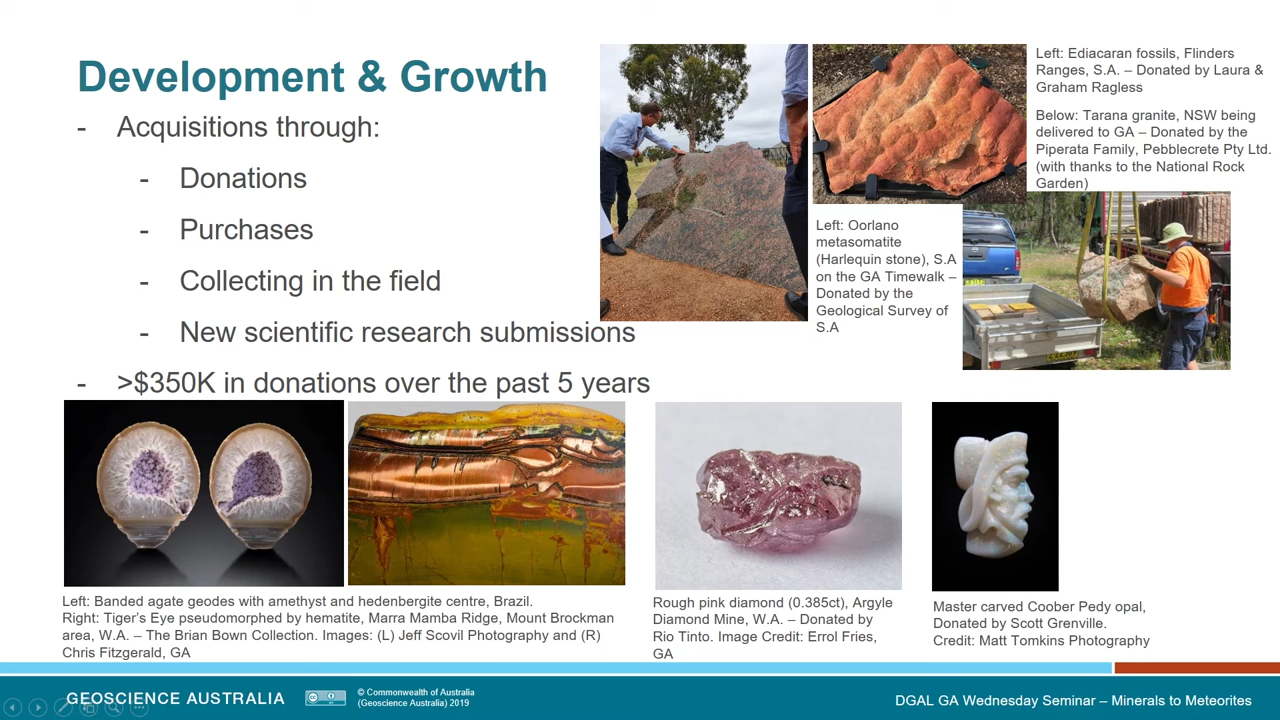 Development & Growth
- Acquisitions through:
- Donations
- Purchases
- Collecting in the field
- New scientific research submissions
- >$350K in donations over the past 5 years
Left: Ediacaran fossils, Flinders
Ranges, S.A. – Donated by Laura &
Graham Ragless
Below: Tarana granite, NSW being
delivered to GA – Donated by the
Piperata Family, Pebblecrete Pty Ltd.
(with thanks to the National Rock
Garden)
Left: Oorlano
metasomatite
(Harlequin stone), S.A
on the GA Timewalk –
Donated by the
Geological Survey of
S.A
Left: Banded agate geodes with amethyst and hedenbergite centre, Brazil.
Right: Tiger's Eye pseudomorphed by hematite, Marra Mamba Ridge, Mount Brockman
area, W.A. – The Brian Bown Collection. Images: (L) Jeff Scovil Photography and (R)
Chris Fitzgerald, GA
Rough pink diamond (0.385ct), Argyle
Diamond Mine, W.A. – Donated by
Rio Tinto. Image Credit: Errol Fries,
GA
Master carved Coober Pedy opal,
Donated by Scott Grenville.
Credit: Matt Tomkins Photography
GEOSCIENCE AUSTRALIA
© Commonwealth of Australia
(Geoscience Australia) 2019
DGAL GA Wednesday Seminar – Minerals to Meteorites